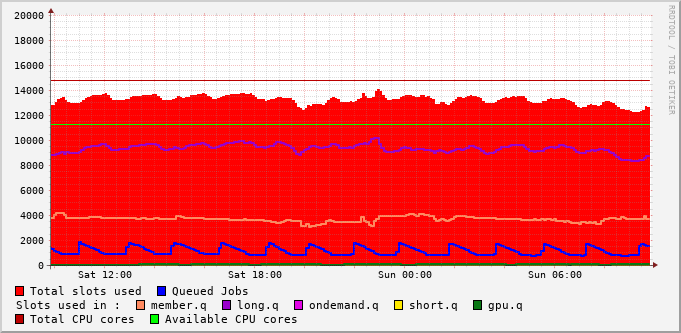 20000
18000
16000
14000
12000
10000
8000
6000
4000
2000
0
Sat 12:00 Sat 18:00 Sun 00:00 Sun 06:00
RRDTOOL / TOBI OETIKER
Total slots used Queued Jobs
Slots used in : member.q long.q ondemand.q short.q gpu.q
Total CPU cores Available CPU cores